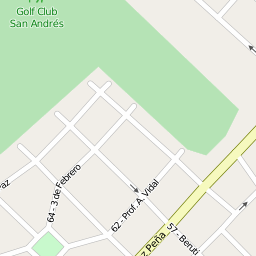 Golf Club
San Andrés
64 - 3 de Febrero
62 - Prof. A. Vidal
57 - Beruti
z Peña